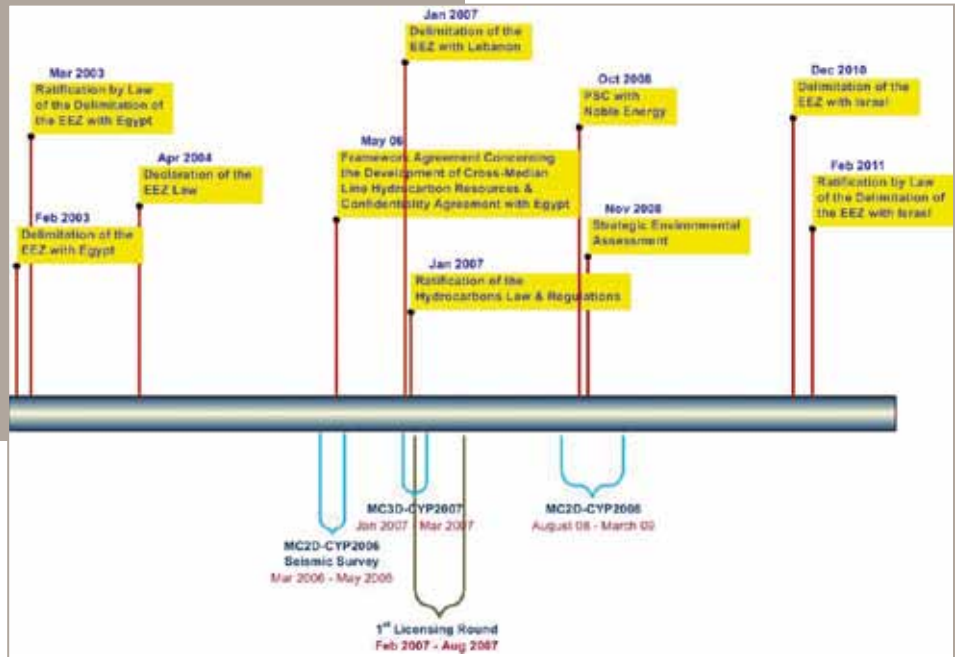 Jan 2007
Delimitation of the
EEZ with Lebanon
Mar 2003
Ratification by Law
of the Delimitation of
the EEZ with Egypt
Oct 2008
PSC with
Noble Energy
Dec 2010
Delimitation of the
EEZ with Israel
Apr 2004
Declaration of the
EEZ Law
May 06
Framework Agreement Concerning
the Development of Cross-Median
Line Hydrocarbon Resources &
Confidentiality Agreement with Egypt
Feb 2011
Ratification by Law
of the Delimitation of
the EEZ with Israel
Feb 2003
Delimitation of the
EEZ with Egypt
Nov 2008
Strategic Environmental
Assessment
Jan 2007
Ratification of the
Hydrocarbons Law & Regulations
MC3D-CYP2007
Jan 2007 - Mar 2007
MC2D-CYP2008
August 08 - March 09
MC2D-CYP2006
Seismic Survey
Mar 2006 - May 2006
1st Licensing Round
Feb 2007 - Aug 2007